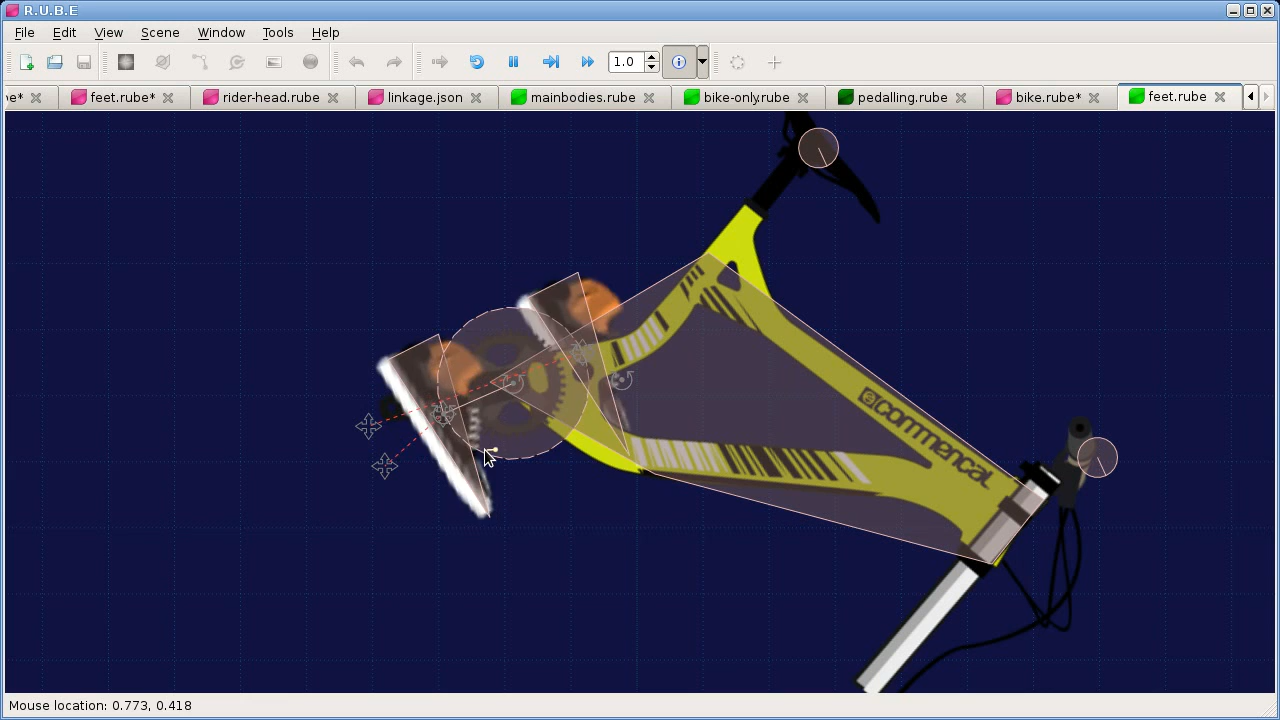 R.U.B.E
File Edit View Scene Window Tools Help
1.0
e* feet.rube* rider-head.rube linkage.json mainbodies.rube bike-only.rube pedalling.rube bike.rube* feet.rube
commencal
Mouse location: 0.773, 0.418